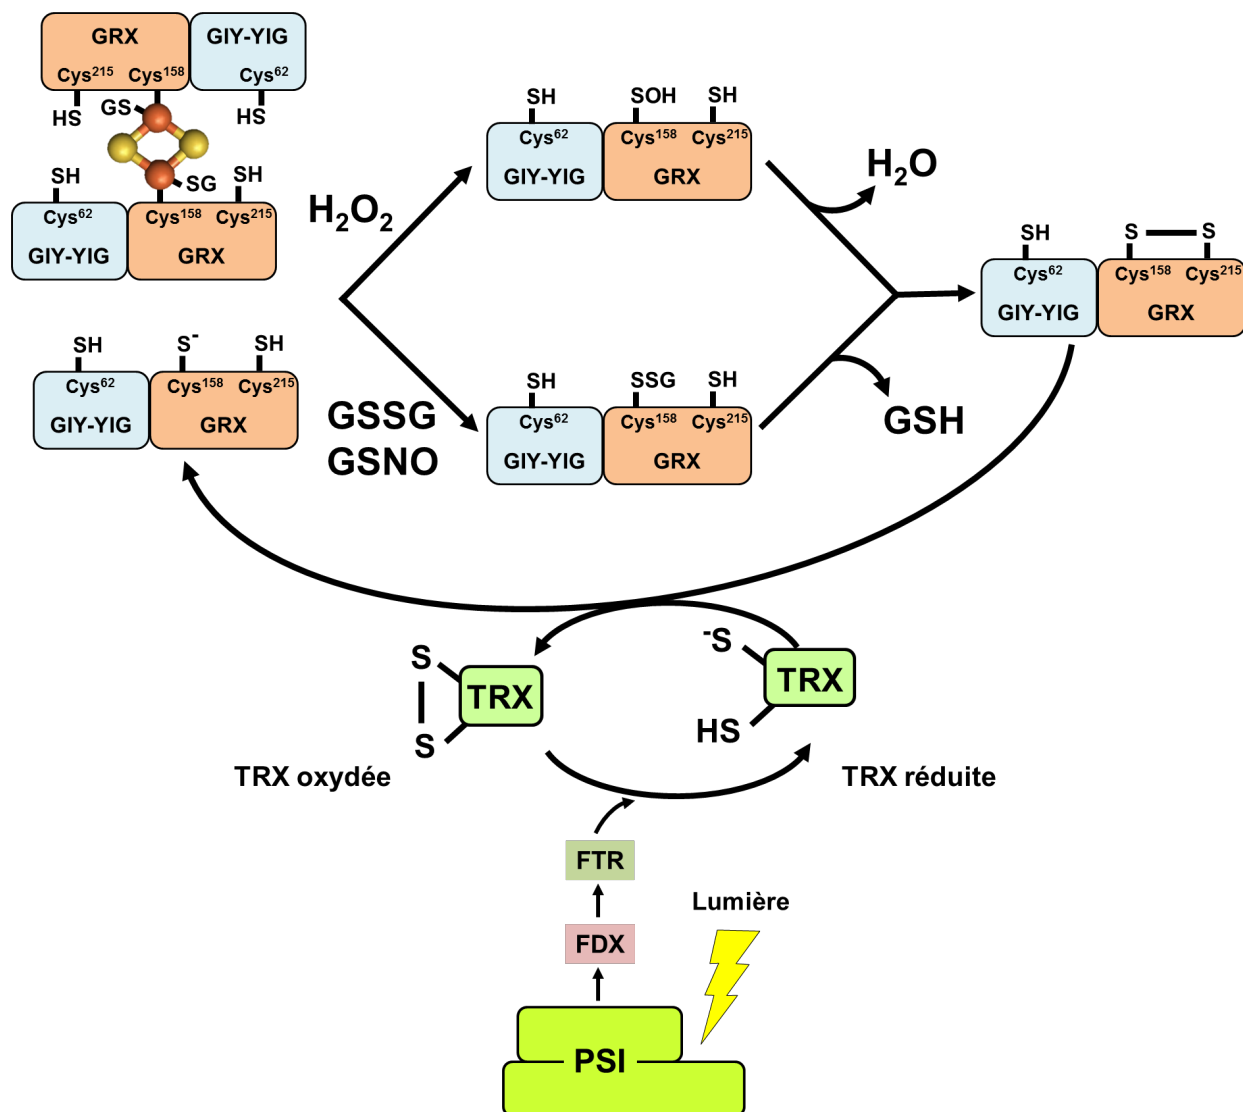 GRX GIY-YIG
Cys²¹⁵ Cys¹⁵⁸ Cys⁶²
HS GS HS
SH SG SH
Cys⁶² Cys¹⁵⁸ Cys²¹⁵
GIY-YIG GRX
SH S⁻ SH
Cys⁶² Cys¹⁵⁸ Cys²¹⁵
GIY-YIG GRX
H₂O₂
GSSG
GSNO
SH SOH SH
Cys⁶² Cys¹⁵⁸ Cys²¹⁵
GIY-YIG GRX
SH SSG SH
Cys⁶² Cys¹⁵⁸ Cys²¹⁵
GIY-YIG GRX
H₂O
GSH
SH S S
Cys⁶² Cys¹⁵⁸ Cys²¹⁵
GIY-YIG GRX
S
S
TRX
TRX oxydée
⁻S
HS
TRX
TRX réduite
FTR
FDX
Lumière
PSI